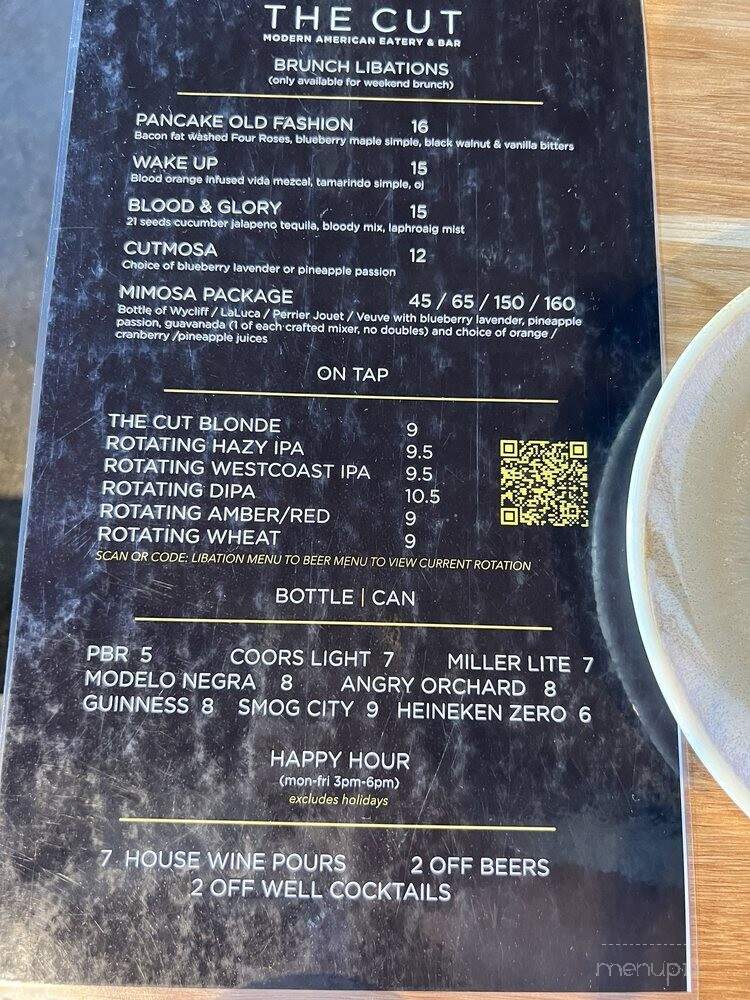 THE CUT
MODERN AMERICAN EATERY & BAR
BRUNCH LIBATIONS
(only available for weekend brunch)
PANCAKE OLD FASHION 16
Bacon fat washed Four Roses, blueberry maple simple, black walnut & vanilla bitters
WAKE UP 15
Blood orange infused vida mezcal, tamarindo simple, oj
BLOOD & GLORY 15
21 seeds cucumber jalapeno tequila, bloody mix, laphroaig mist
CUTMOSA 12
Choice of blueberry lavender or pineapple passion
MIMOSA PACKAGE 45 / 65 / 150 / 160
Bottle of Wycliff / LaLuca / Perrier Jouet / Veuve with blueberry lavender, pineapple
passion, guavanada (1 of each crafted mixer, no doubles) and choice of orange /
cranberry /pineapple juices
ON TAP
THE CUT BLONDE 9
ROTATING HAZY IPA 9.5
ROTATING WESTCOAST IPA 9.5
ROTATING DIPA 10.5
ROTATING AMBER/RED 9
ROTATING WHEAT 9
SCAN QR CODE: LIBATION MENU TO BEER MENU TO VIEW CURRENT ROTATION
BOTTLE | CAN
PBR 5 COORS LIGHT 7 MILLER LITE 7
MODELO NEGRA 8 ANGRY ORCHARD 8
GUINNESS 8 SMOG CITY 9 HEINEKEN ZERO 6
HAPPY HOUR
(mon-fri 3pm-6pm)
excludes holidays
7 HOUSE WINE POURS 2 OFF BEERS
2 OFF WELL COCKTAILS